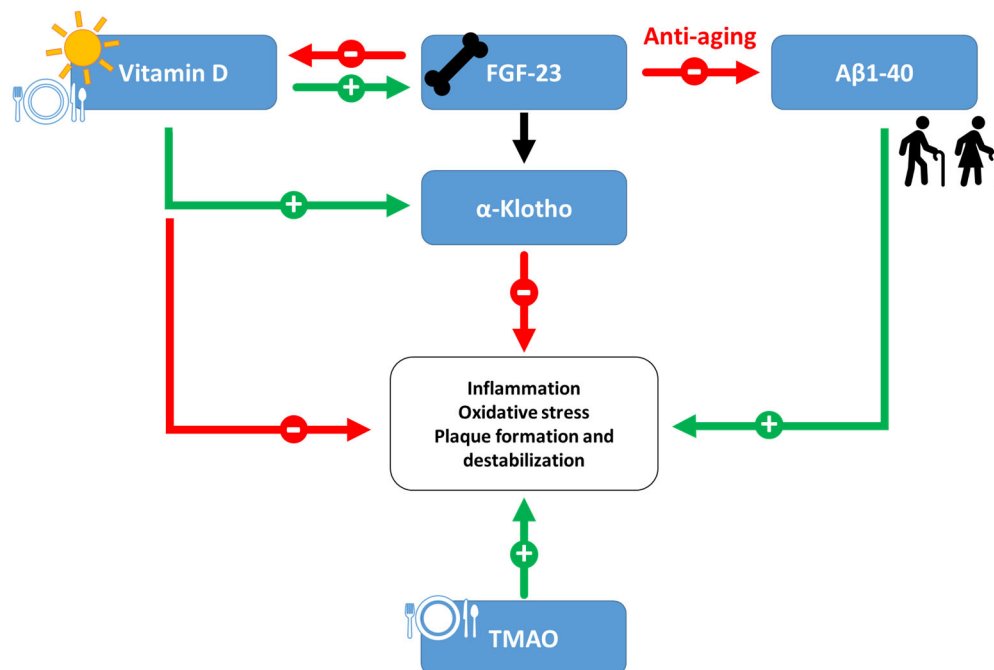 Anti-aging
Vitamin D
FGF-23
Aβ1-40
-
+
-
+
α-Klotho
-
Inflammation
Oxidative stress
Plaque formation and
destabilization
-
+
+
TMAO